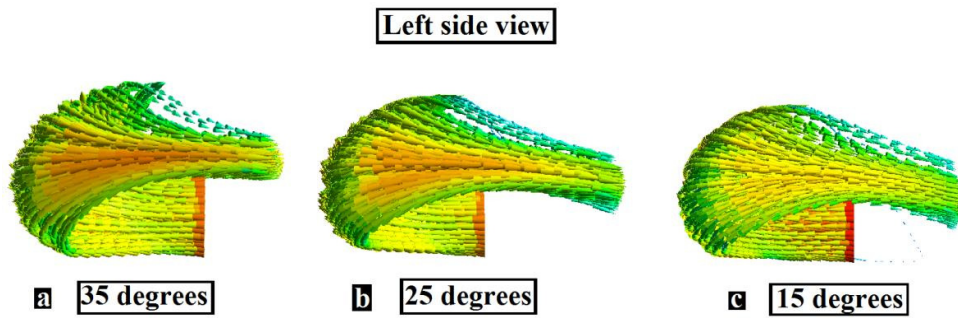 Left side view
a 35 degrees
b 25 degrees
c 15 degrees